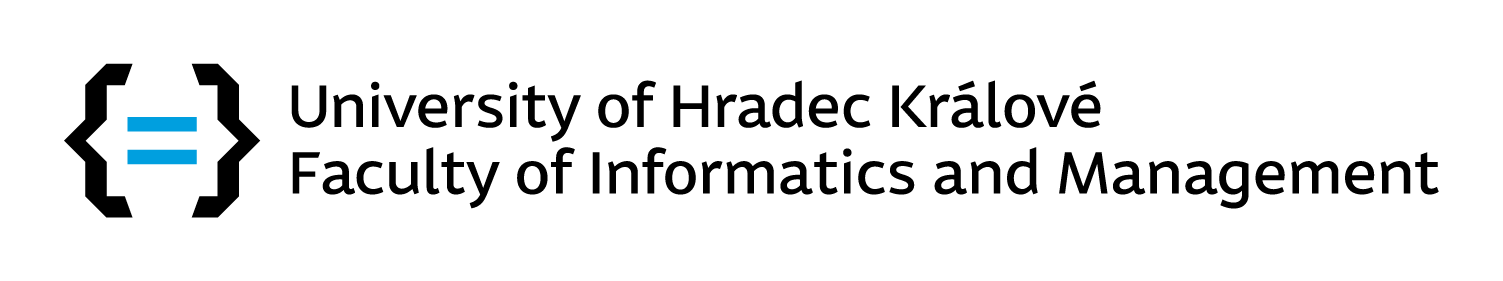 {=} University of Hradec Králové
Faculty of Informatics and Management